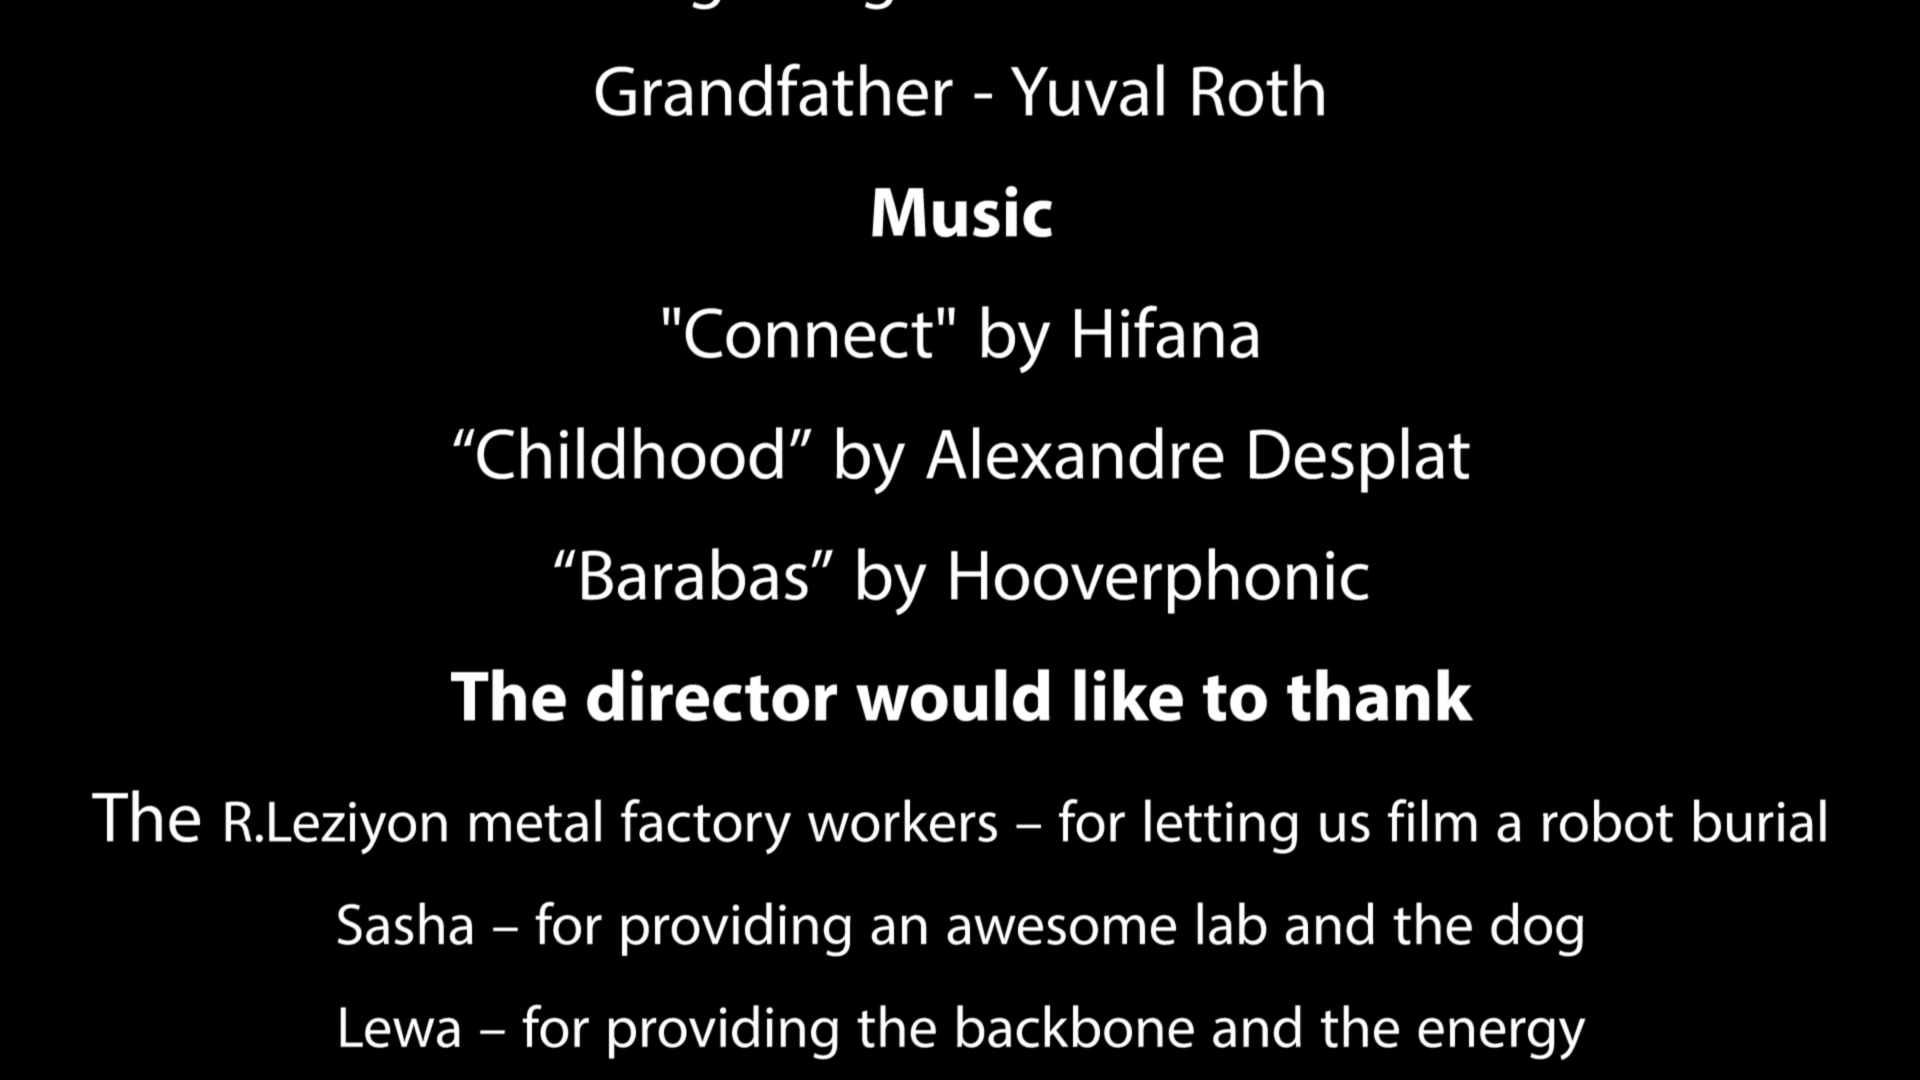 Grandfather - Yuval Roth
Music
"Connect" by Hifana
“Childhood” by Alexandre Desplat
“Barabas” by Hooverphonic
The director would like to thank
The R.Leziyon metal factory workers – for letting us film a robot burial
Sasha – for providing an awesome lab and the dog
Lewa – for providing the backbone and the energy